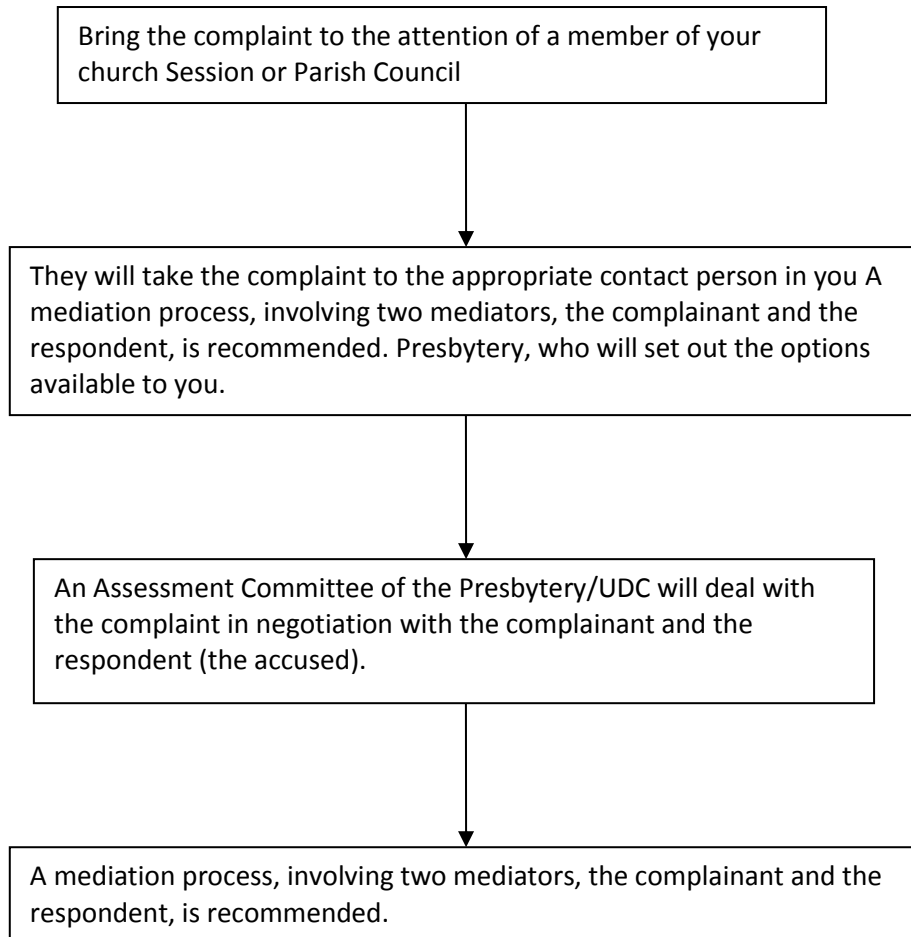 Bring the complaint to the attention of a member of your
church Session or Parish Council
They will take the complaint to the appropriate contact person in you A
mediation process, involving two mediators, the complainant and the
respondent, is recommended. Presbytery, who will set out the options
available to you.
An Assessment Committee of the Presbytery/UDC will deal with
the complaint in negotiation with the complainant and the
respondent (the accused).
A mediation process, involving two mediators, the complainant and the
respondent, is recommended.